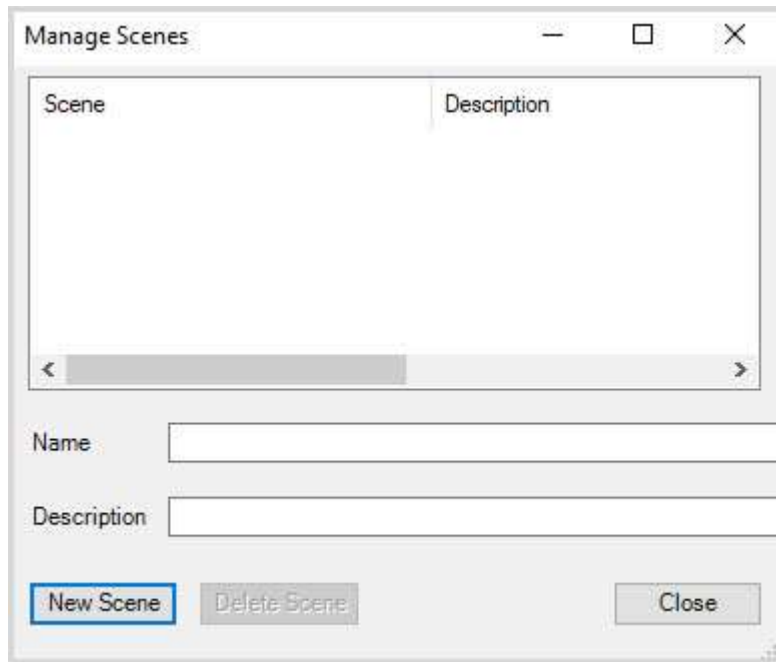 Manage Scenes
Scene Description
Name
Description
New Scene Delete Scene Close